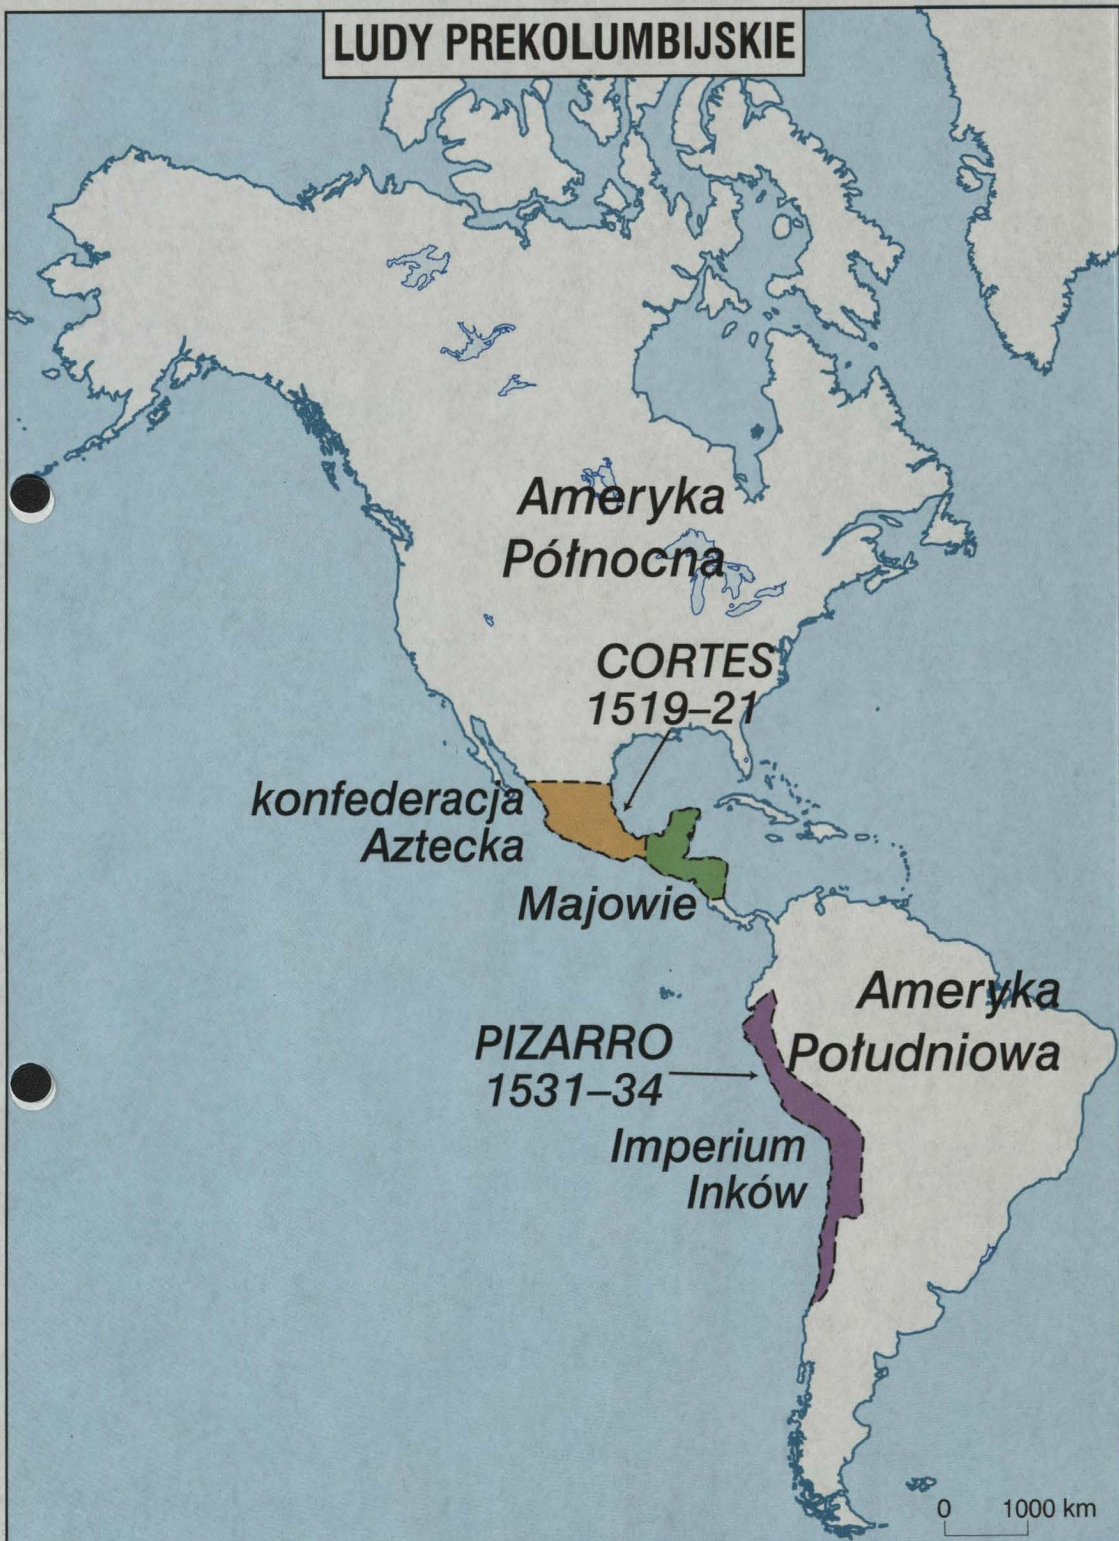 LUDY PREKOLUMBIJSKIE
Ameryka
Północna
CORTES
1519–21
konfederacja
Aztecka
Majowie
Ameryka
Południowa
PIZARRO
1531–34
Imperium
Inków
0 1000 km